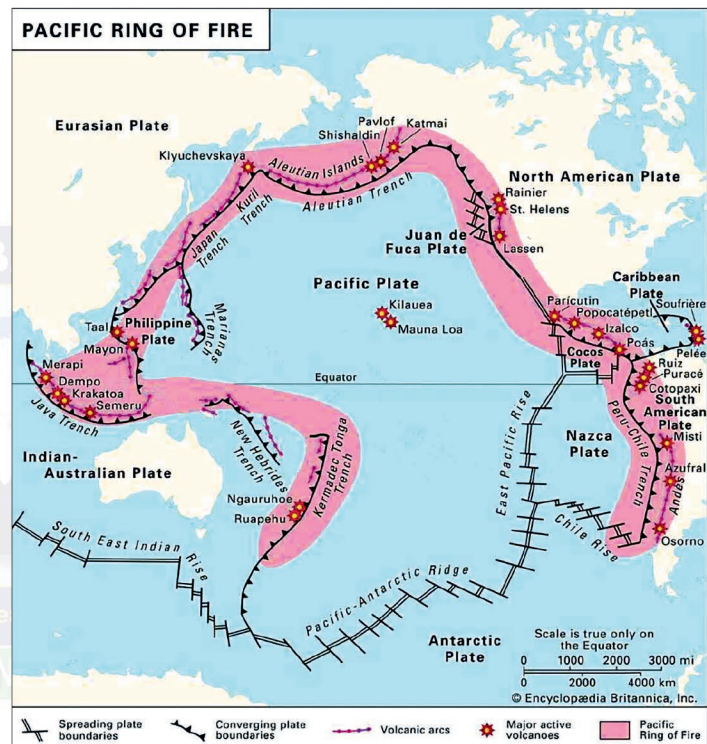 PACIFIC RING OF FIRE
Eurasian Plate
Klyuchevskaya
Shishaldin
Pavlof
Katmai
Aleutian Islands
Aleutian Trench
Kuril
Trench
Japan
Trench
North American Plate
Rainier
St. Helens
Lassen
Juan de
Fuca Plate
Pacific Plate
Kilauea
Mauna Loa
Caribbean
Plate
Soufrière
Pelée
Parícutin
Popocatépetl
Izalco
Poás
Cocos
Plate
Ruiz
Puracé
Cotopaxi
South
American
Plate
Taal
Philippine
Plate
Mayon
Marianas
Trench
Merapi
Dempo
Krakatoa
Semeru
Java Trench
Equator
Indian-
Australian Plate
New Hebrides
Trench
Kermadec-Tonga
Trench
Ngauruhoe
Ruapehu
East Pacific Rise
Nazca
Plate
Peru-Chile Trench
Misti
Azufral
Andes
Osorno
Chile Rise
South East Indian
Rise
Pacific-Antarctic Ridge
Antarctic
Plate
Scale is true only on
the Equator
0 1000 2000 3000 mi
0 2000 4000 km
© Encyclopædia Britannica, Inc.
Spreading plate
boundaries
Converging plate
boundaries
Volcanic arcs
Major active
volcanoes
Pacific
Ring of Fire